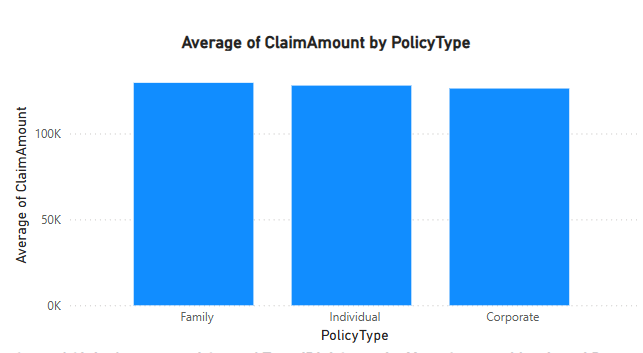 Average of ClaimAmount by PolicyType
Average of ClaimAmount
100K
50K
0K
Family Individual Corporate
PolicyType